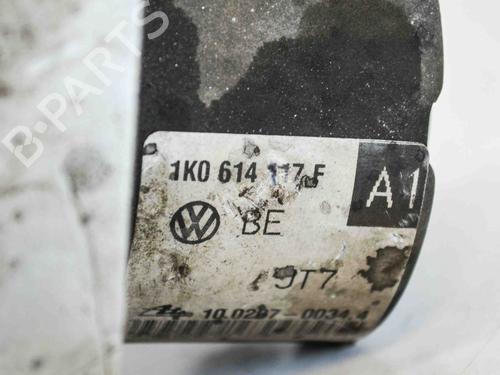 B-PARTS
1K0 614 117 F
A1
BE
JT7
10.0207-0034.4